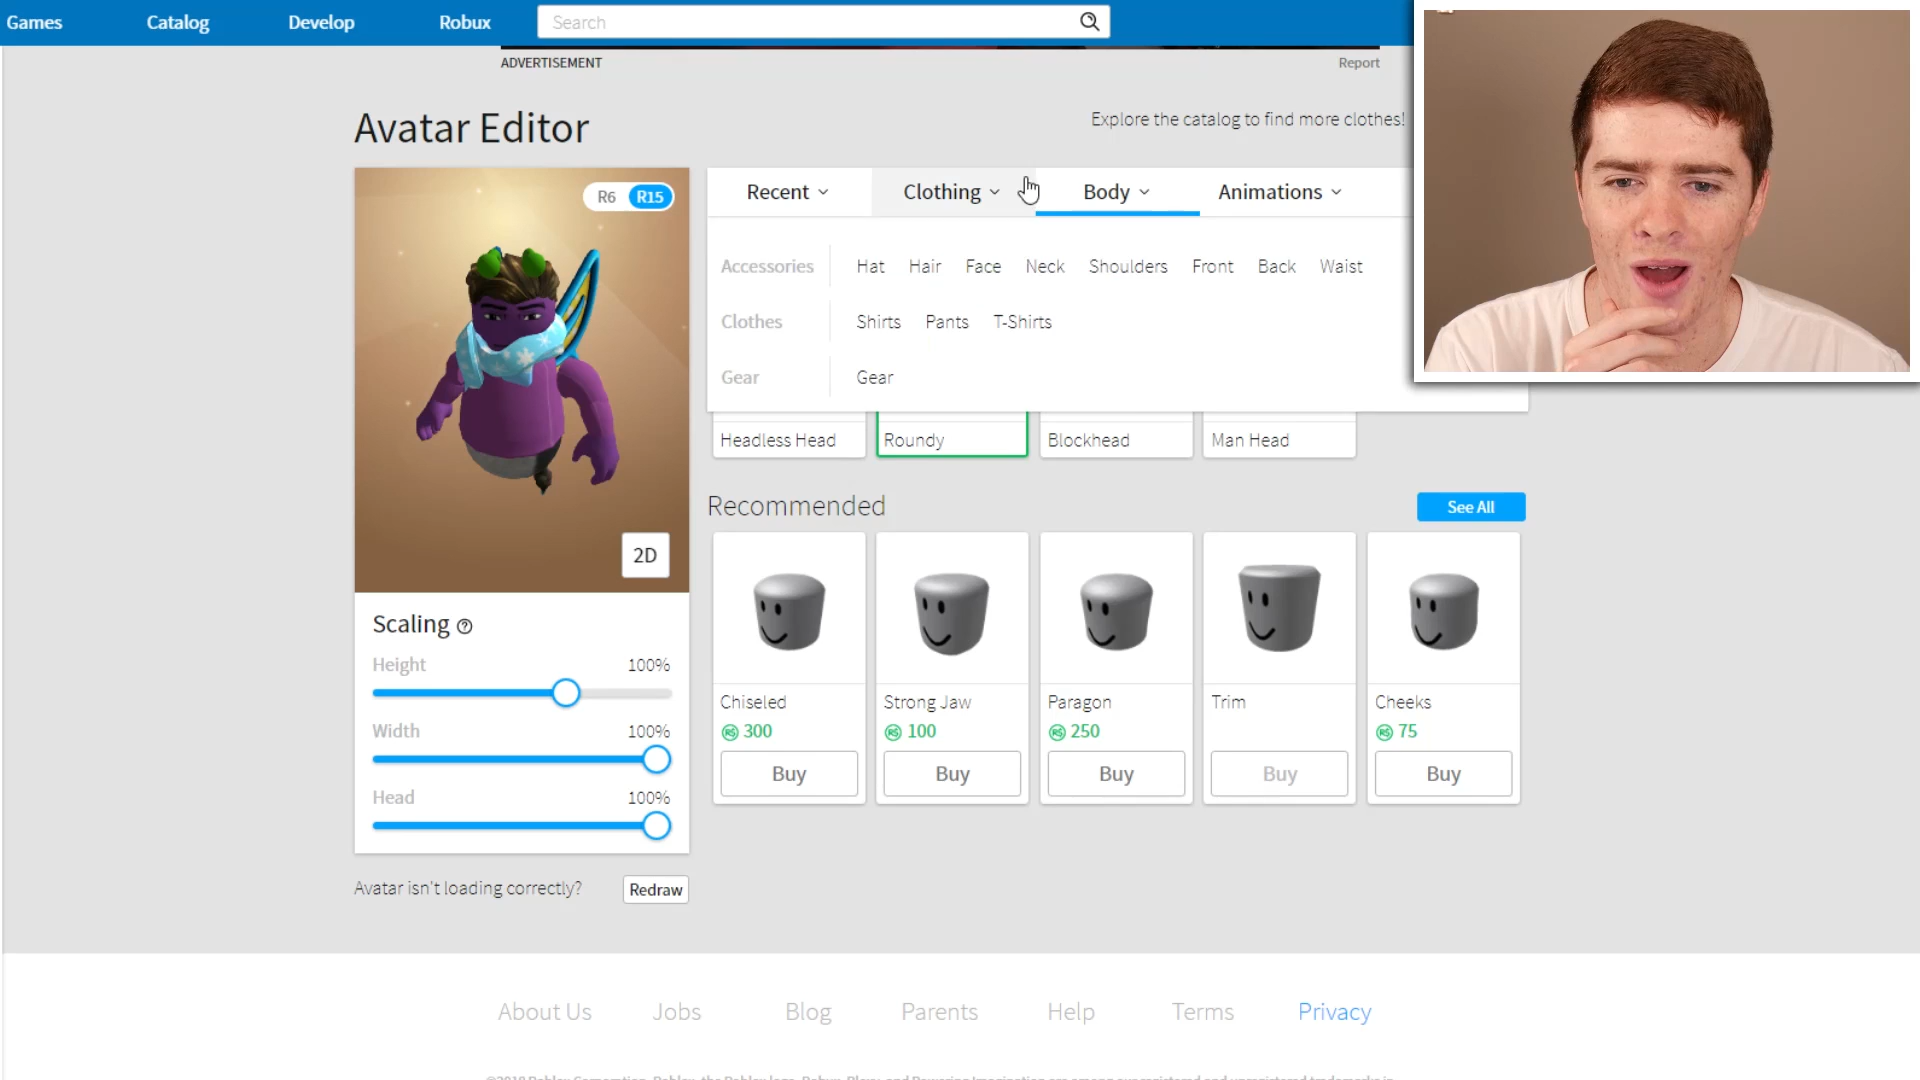 Games Catalog Develop Robux Search
ADVERTISEMENT Report
Avatar Editor
Explore the catalog to find more clothes!
R6 R15
2D
Recent Clothing Body Animations
Accessories Hat Hair Face Neck Shoulders Front Back Waist
Clothes Shirts Pants T-Shirts
Gear Gear
Headless Head Roundy Blockhead Man Head
Recommended See All
Chiseled Strong Jaw Paragon Trim Cheeks
R$ 300 R$ 100 R$ 250 R$ 75
Buy Buy Buy Buy Buy
Scaling ?
Height 100%
Width 100%
Head 100%
Avatar isn't loading correctly? Redraw
About Us Jobs Blog Parents Help Terms Privacy